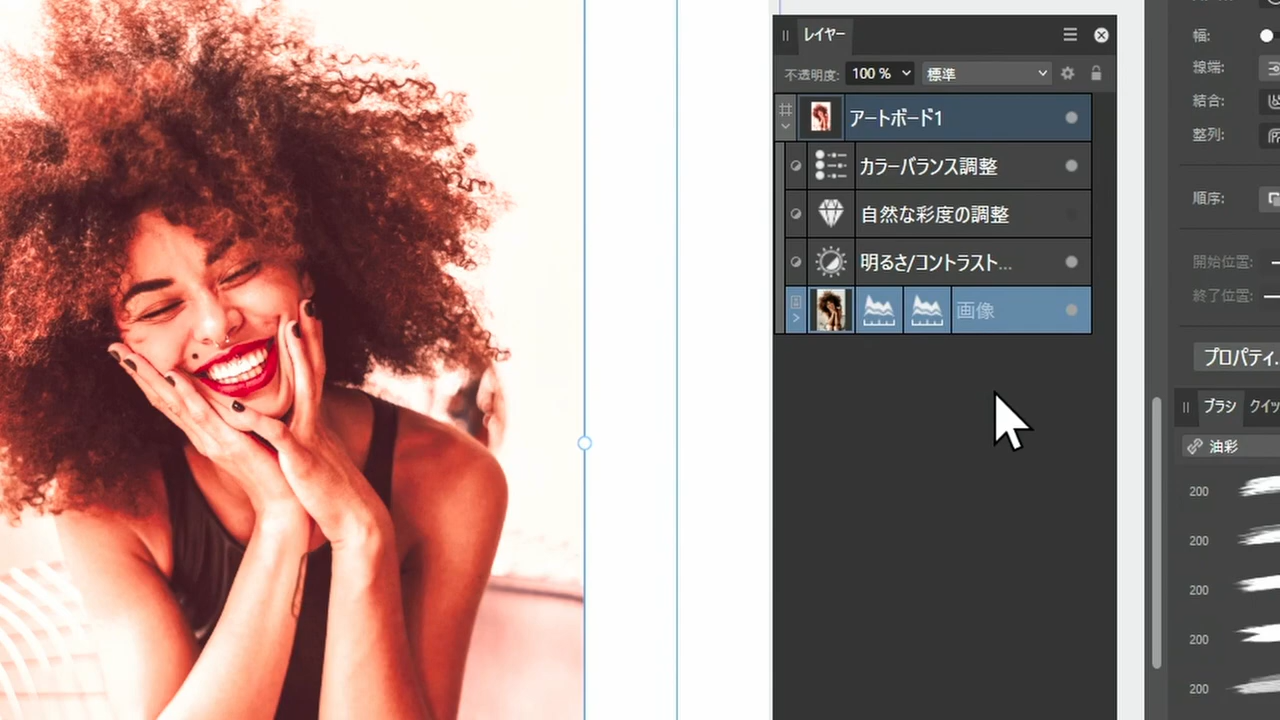 レイヤー
不透明度: 100 % 標準
アートボード1
カラーバランス調整
自然な彩度の調整
明るさ/コントラスト...
画像
幅:
線端:
結合:
整列:
順序:
開始位置:
終了位置:
プロパティ.
ブラシ クイッ
油彩
200
200
200
200
200